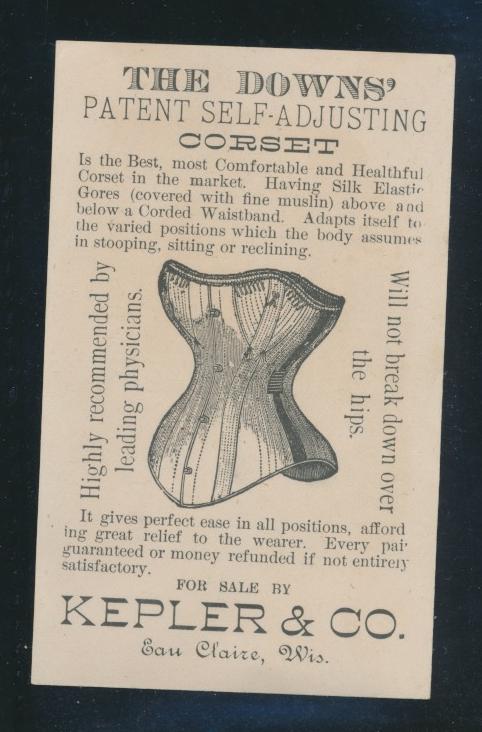 THE DOWNS'
PATENT SELF-ADJUSTING
CORSET
Is the Best, most Comfortable and Healthful
Corset in the market. Having Silk Elastic
Gores (covered with fine muslin) above and
below a Corded Waistband. Adapts itself to
the varied positions which the body assumes
in stooping, sitting or reclining.
Highly recommended by
leading physicians.
Will not break down over
the hips.
It gives perfect ease in all positions, afford
ing great relief to the wearer. Every pair
guaranteed or money refunded if not entirely
satisfactory.
FOR SALE BY
KEPLER & CO.
Eau Claire, Wis.